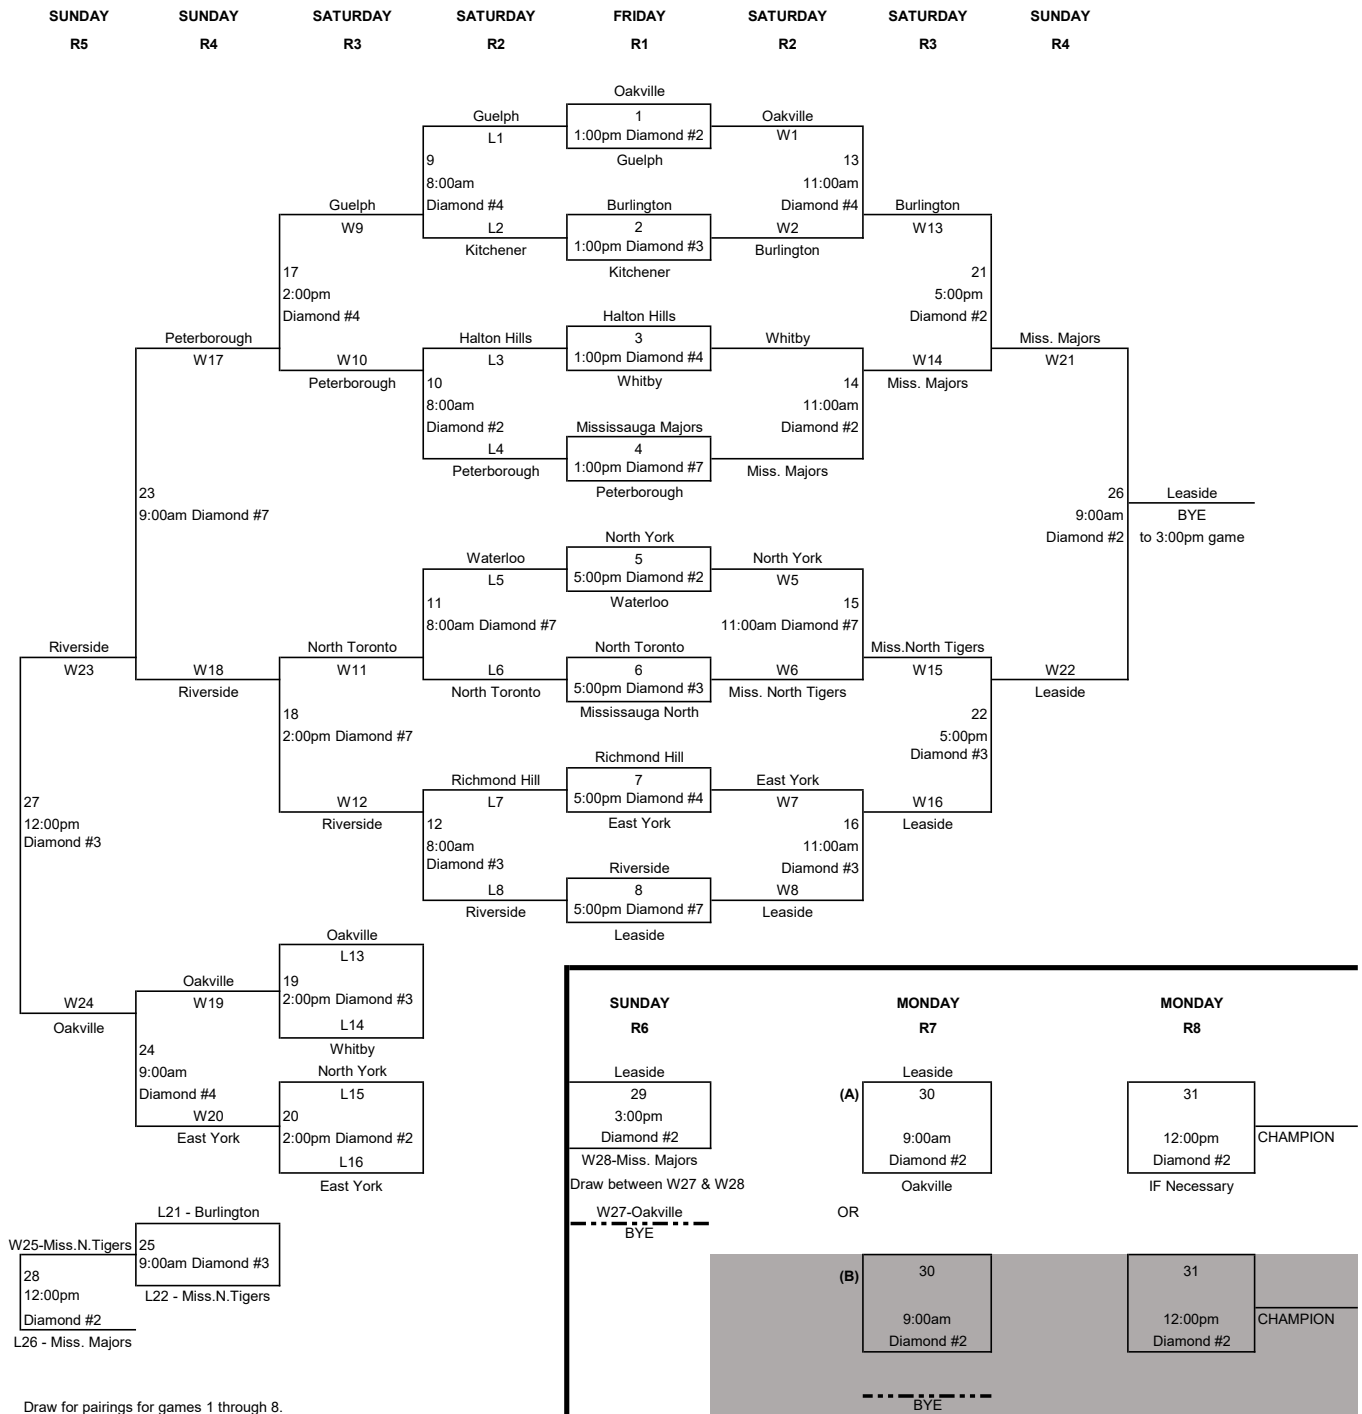 SUNDAY SUNDAY SATURDAY SATURDAY FRIDAY SATURDAY SATURDAY SUNDAY
R5 R4 R3 R2 R1 R2 R3 R4
Oakville
Guelph 1 Oakville
L1 1:00pm Diamond #2 W1
9 Guelph 13
8:00am 11:00am
Guelph Diamond #4 Burlington Diamond #4 Burlington
W9 L2 2 W2 W13
Kitchener 1:00pm Diamond #3 Burlington
17 Kitchener 21
2:00pm 5:00pm
Diamond #4 Halton Hills Diamond #2
Peterborough Halton Hills 3 Whitby Miss. Majors
W17 W10 L3 1:00pm Diamond #4 W14 W21
Peterborough 10 Whitby 14 Miss. Majors
8:00am 11:00am
Diamond #2 Mississauga Majors Diamond #2
L4 4
Peterborough 1:00pm Diamond #7 Miss. Majors
23 Peterborough 26 Leaside
9:00am Diamond #7 9:00am BYE
North York Diamond #2 to 3:00pm game
Waterloo 5 North York
L5 5:00pm Diamond #2 W5
11 Waterloo 15
8:00am Diamond #7 11:00am Diamond #7
Riverside North Toronto North Toronto Miss.North Tigers
W23 W18 W11 L6 6 W6 W15 W22
Riverside North Toronto 5:00pm Diamond #3 Miss. North Tigers Leaside
18 Mississauga North 22
2:00pm Diamond #7 5:00pm
Richmond Hill Diamond #3
Richmond Hill 7 East York
27 W12 L7 5:00pm Diamond #4 W7 W16
12:00pm Riverside 12 East York 16 Leaside
Diamond #3 8:00am 11:00am
Diamond #3 Riverside Diamond #3
L8 8 W8
Riverside 5:00pm Diamond #7 Leaside
Oakville Leaside
L13
Oakville 19
W24 W19 2:00pm Diamond #3 SUNDAY MONDAY MONDAY
Oakville L14 R6 R7 R8
24 Whitby
9:00am North York Leaside Leaside
Diamond #4 L15 29 (A) 30 31
W20 20 3:00pm
East York 2:00pm Diamond #2 Diamond #2 9:00am 12:00pm CHAMPION
L16 W28-Miss. Majors Diamond #2 Diamond #2
East York Draw between W27 & W28 Oakville IF Necessary
L21 - Burlington W27-Oakville OR
W25-Miss.N.Tigers 25 BYE
9:00am Diamond #3
28 L22 - Miss.N.Tigers (B) 30 31
12:00pm
Diamond #2 9:00am 12:00pm CHAMPION
L26 - Miss. Majors Diamond #2 Diamond #2
Draw for pairings for games 1 through 8. BYE